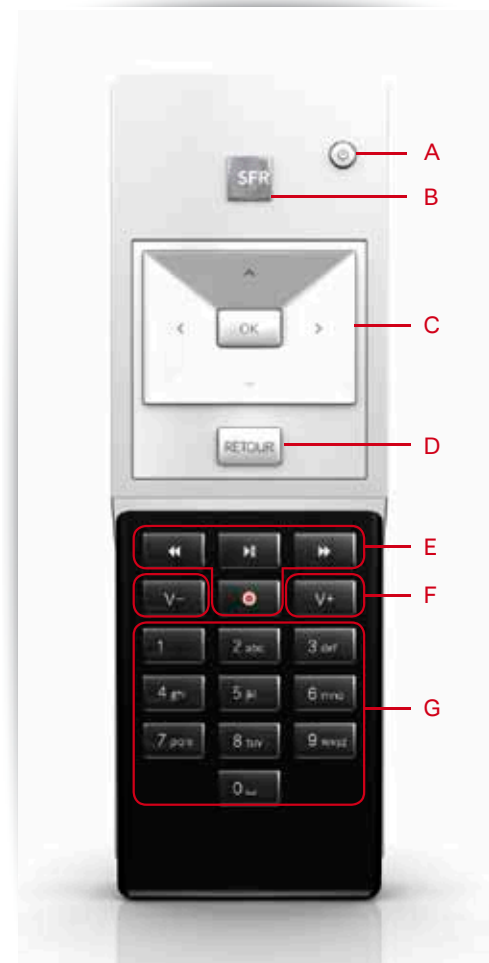 A
SFR
B
OK
C
RETOUR
D
E
V-
V+
F
1
2 abc
3 def
4 ghi
5 jkl
6 mno
G
7 pqrs
8 tuv
9 wxyz
0